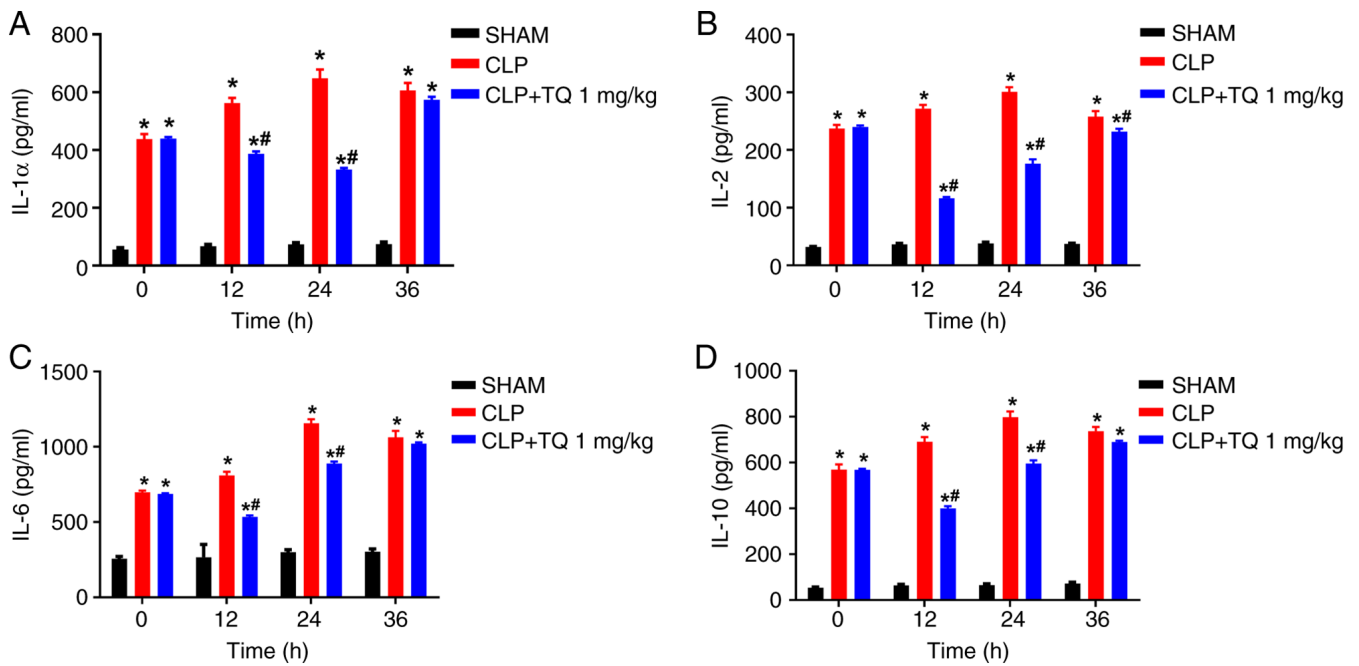 A
IL-1α (pg/ml)
800
600
400
200
0
* * * *# * *# * *
0 12 24 36
Time (h)
SHAM
CLP
CLP+TQ 1 mg/kg
B
IL-2 (pg/ml)
400
300
200
100
0
* * * *# * *# * *#
0 12 24 36
Time (h)
SHAM
CLP
CLP+TQ 1 mg/kg
C
IL-6 (pg/ml)
1500
1000
500
0
* * * *# * *# * *
0 12 24 36
Time (h)
SHAM
CLP
CLP+TQ 1 mg/kg
D
IL-10 (pg/ml)
1000
800
600
400
200
0
* * * *# * *# * *
0 12 24 36
Time (h)
SHAM
CLP
CLP+TQ 1 mg/kg